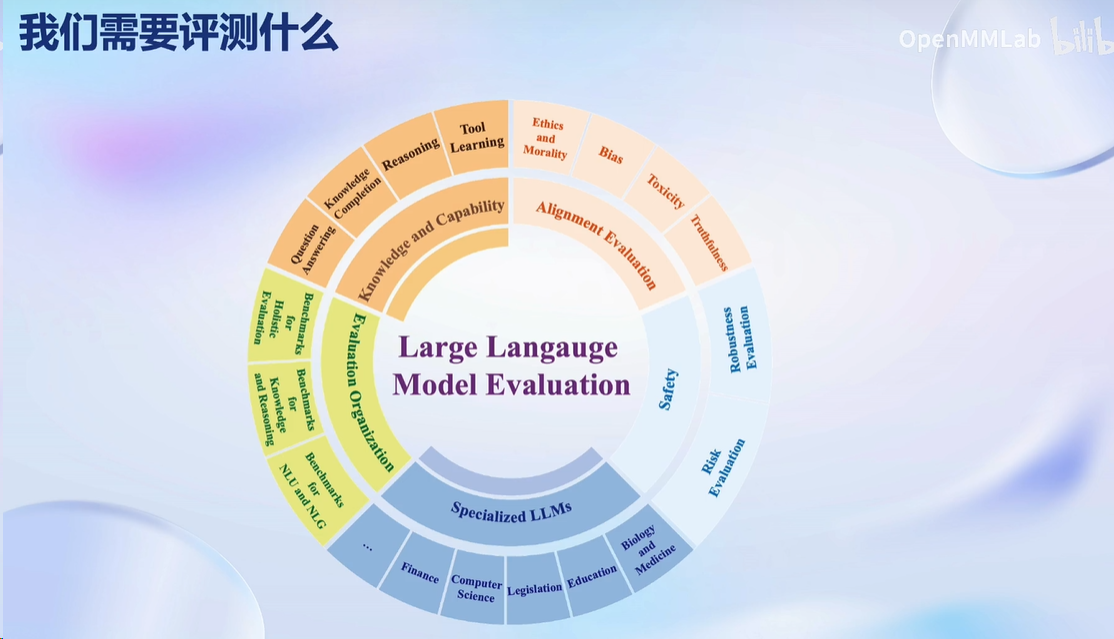 我们需要评测什么
OpenMMLab bilib
Tool
Learning
Ethics
and
Morality
Reasoning
Bias
Knowledge
Completion
Toxicity
Question
Answering
Truthfulness
Knowledge and Capability
Alignment Evaluation
Benchmarks
for
Holistic
Evaluation
Benchmarks
for
Knowledge
and Reasoning
Benchmarks
for
NLU and NLG
Evaluation Organization
Large Langauge
Model Evaluation
Safety
Robustness
Evaluation
Risk
Evaluation
Specialized LLMs
...
Finance
Computer
Science
Legislation
Education
Biology
and
Medicine